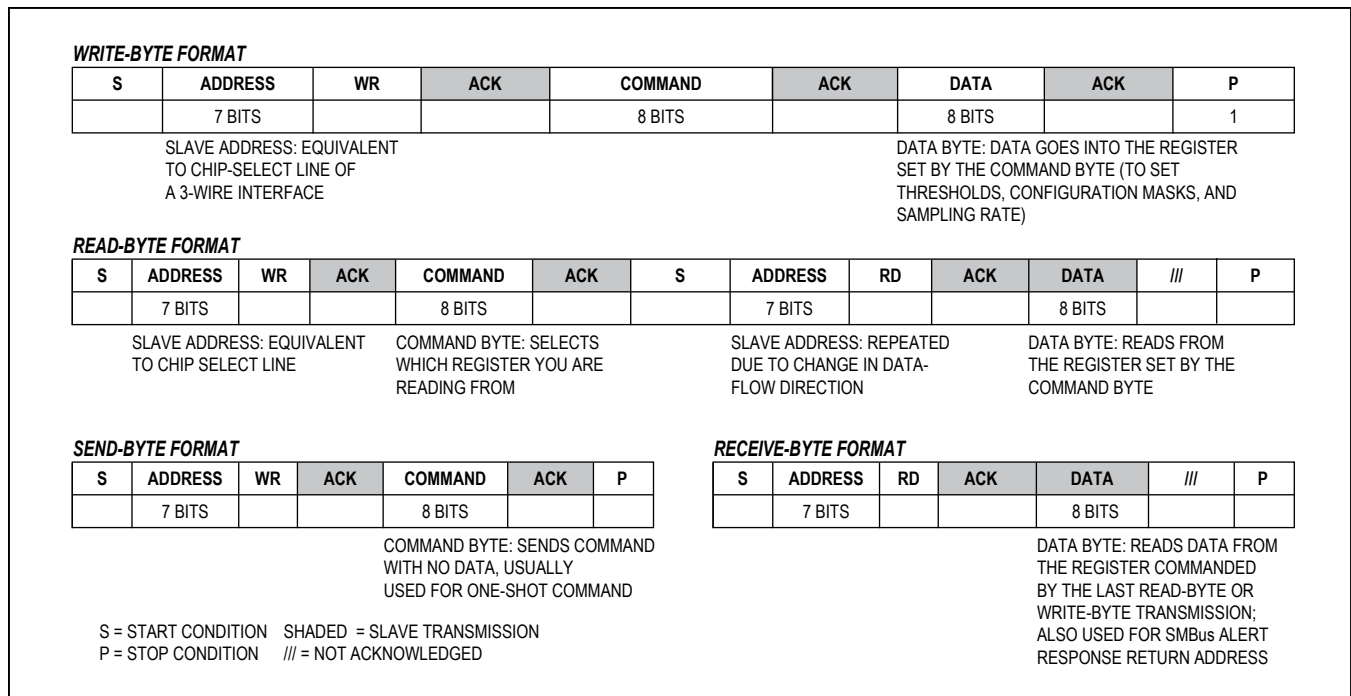 WRITE-BYTE FORMAT
S ADDRESS WR ACK COMMAND ACK DATA ACK P
7 BITS 8 BITS 8 BITS 1
SLAVE ADDRESS: EQUIVALENT
TO CHIP-SELECT LINE OF
A 3-WIRE INTERFACE
DATA BYTE: DATA GOES INTO THE REGISTER
SET BY THE COMMAND BYTE (TO SET
THRESHOLDS, CONFIGURATION MASKS, AND
SAMPLING RATE)
READ-BYTE FORMAT
S ADDRESS WR ACK COMMAND ACK S ADDRESS RD ACK DATA /// P
7 BITS 8 BITS 7 BITS 8 BITS
SLAVE ADDRESS: EQUIVALENT
TO CHIP SELECT LINE
COMMAND BYTE: SELECTS
WHICH REGISTER YOU ARE
READING FROM
SLAVE ADDRESS: REPEATED
DUE TO CHANGE IN DATA-
FLOW DIRECTION
DATA BYTE: READS FROM
THE REGISTER SET BY THE
COMMAND BYTE
SEND-BYTE FORMAT
S ADDRESS WR ACK COMMAND ACK P
7 BITS 8 BITS
COMMAND BYTE: SENDS COMMAND
WITH NO DATA, USUALLY
USED FOR ONE-SHOT COMMAND
RECEIVE-BYTE FORMAT
S ADDRESS RD ACK DATA /// P
7 BITS 8 BITS
DATA BYTE: READS DATA FROM
THE REGISTER COMMANDED
BY THE LAST READ-BYTE OR
WRITE-BYTE TRANSMISSION;
ALSO USED FOR SMBus ALERT
RESPONSE RETURN ADDRESS
S = START CONDITION SHADED = SLAVE TRANSMISSION
P = STOP CONDITION /// = NOT ACKNOWLEDGED